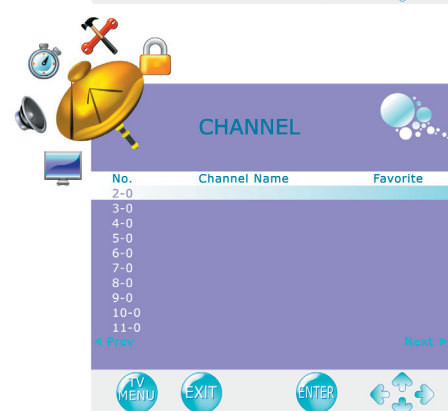 CHANNEL
No. Channel Name Favorite
2-0
3-0
4-0
5-0
6-0
7-0
8-0
9-0
10-0
11-0
Prev Next
TV MENU EXIT ENTER